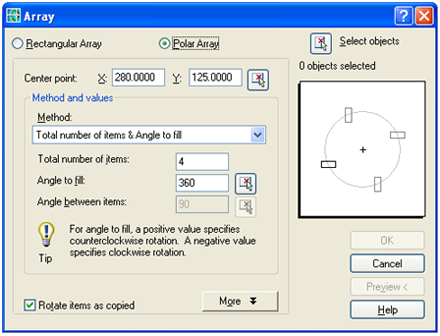 Array
Rectangular Array
Polar Array
Select objects
0 objects selected
Center point: X: 280.0000 Y: 125.0000
Method and values
Method:
Total number of items & Angle to fill
Total number of items: 4
Angle to fill: 360
Angle between items: 90
For angle to fill, a positive value specifies
counterclockwise rotation. A negative value
specifies clockwise rotation.
Tip
Rotate items as copied
More
OK
Cancel
Preview <
Help